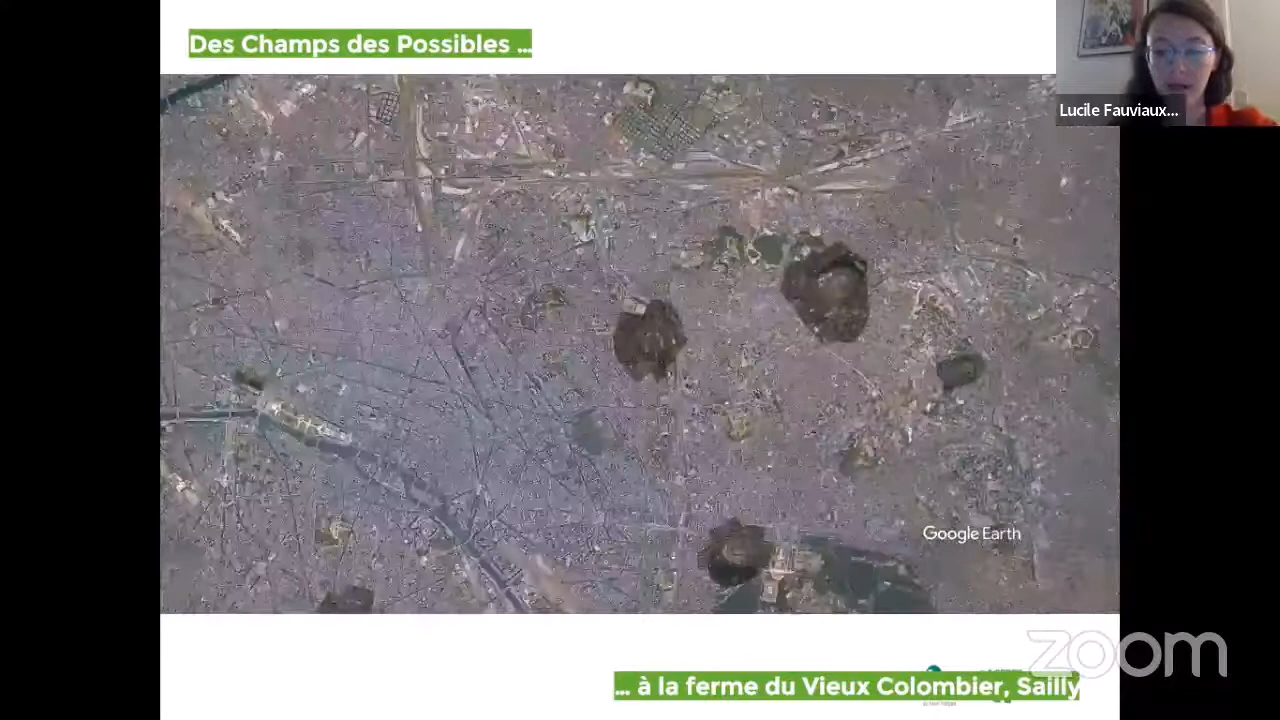 Des Champs des Possibles ...
Lucile Fauviaux...
Google Earth
zoom
... à la ferme du Vieux Colombier, Sailly